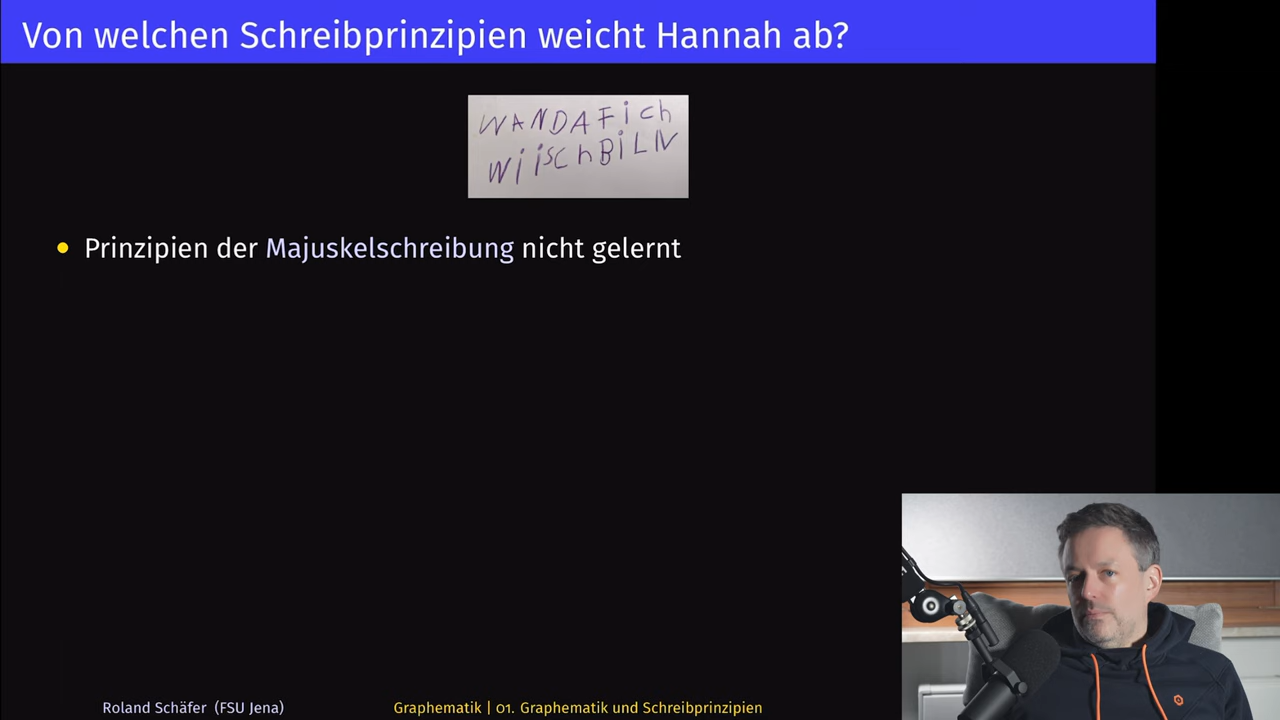 Von welchen Schreibprinzipien weicht Hannah ab?
WANDAFich
WiiSchBiLN
Prinzipien der Majuskelschreibung nicht gelernt
Roland Schäfer (FSU Jena)
Graphematik | 01. Graphematik und Schreibprinzipien